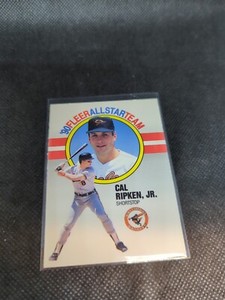 '90 FLEER ALL STAR TEAM
CAL
RIPKEN, JR.
SHORTSTOP